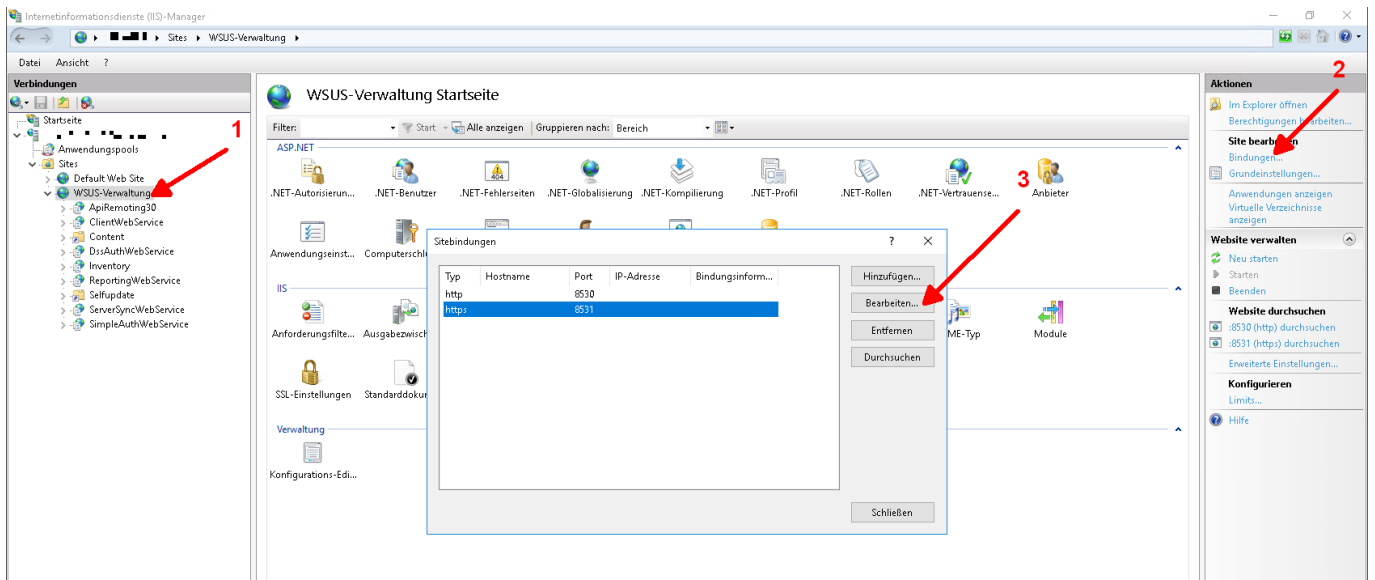 Internetinformationsdienste (IIS)-Manager
Sites
WSUS-Verwaltung
Datei Ansicht ?
Verbindungen
Startseite
Anwendungspools
Sites
Default Web Site
WSUS-Verwaltung
ApiRemoting30
ClientWebService
Content
DssAuthWebService
Inventory
ReportingWebService
Selfupdate
ServerSyncWebService
SimpleAuthWebService
1
WSUS-Verwaltung Startseite
Filter: Start Alle anzeigen Gruppieren nach: Bereich
ASP.NET
.NET-Autorisierun... .NET-Benutzer .NET-Fehlerseiten .NET-Globalisierung .NET-Kompilierung .NET-Profil .NET-Rollen .NET-Vertrauense... Anbieter
404
3
Anwendungseinst... Computerschlü
IIS
Anforderungsfilte... Ausgabezwisch ME-Typ Module
SSL-Einstellungen Standarddokur
Verwaltung
Konfigurations-Edi...
Sitebindungen ? ×
Typ Hostname Port IP-Adresse Bindungsinform...
http 8530
https 8531
Hinzufügen...
Bearbeiten...
Entfernen
Durchsuchen
Schließen
Aktionen
2
Im Explorer öffnen
Berechtigungen bearbeiten...
Site bearbeiten
Bindungen...
Grundeinstellungen...
Anwendungen anzeigen
Virtuelle Verzeichnisse
anzeigen
Website verwalten
Neu starten
Starten
Beenden
Website durchsuchen
:8530 (http) durchsuchen
:8531 (https) durchsuchen
Erweiterte Einstellungen...
Konfigurieren
Limits...
Hilfe